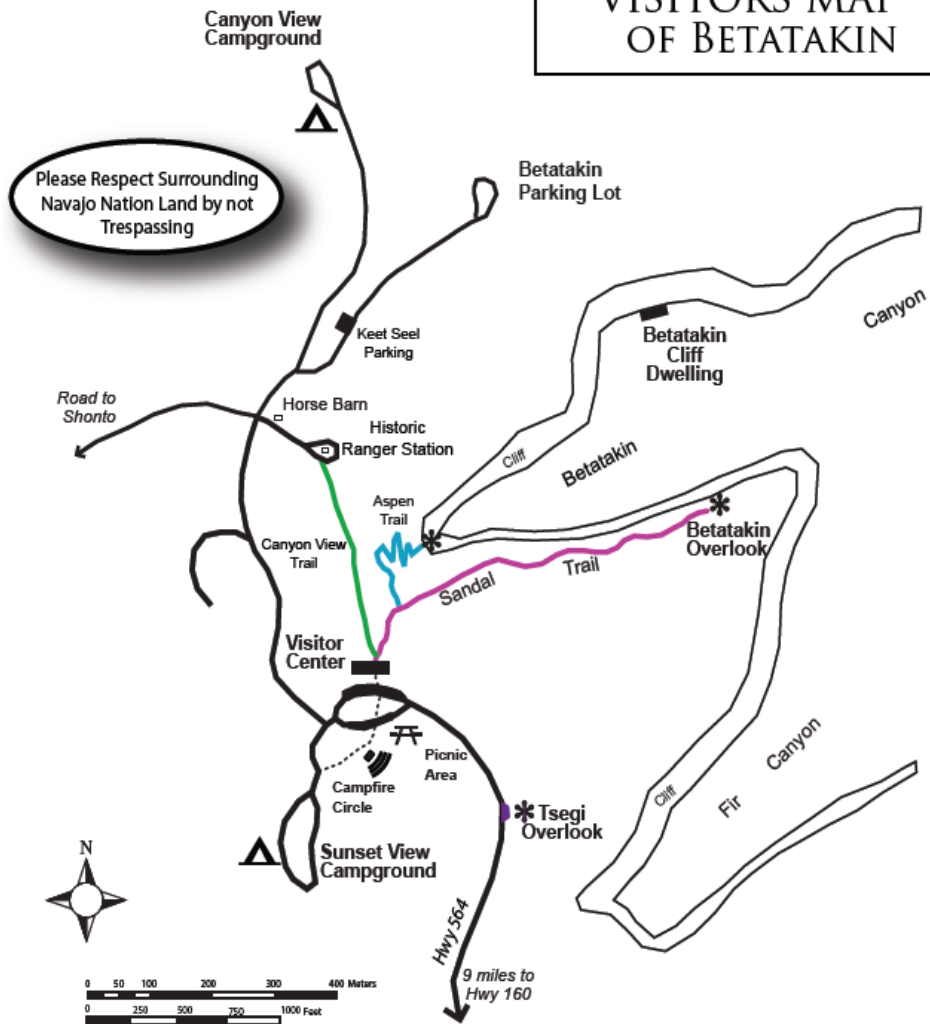 VISITORS MAP
OF BETATAKIN
Canyon View
Campground
Please Respect Surrounding
Navajo Nation Land by not
Trespassing
Betatakin
Parking Lot
Canyon
Keet Seel
Parking
Betatakin
Cliff
Dwelling
Road to
Shonto
Horse Barn
Historic
Ranger Station
Cliff
Betatakin
Aspen
Trail
Canyon View
Trail
Betatakin
Overlook
Sandal
Trail
Visitor
Center
Picnic
Area
Campfire
Circle
Canyon
Cliff
Fir
Tsegi
Overlook
Sunset View
Campground
N
Hwy 564
9 miles to
Hwy 160
0 50 100 200 300 400 Meters
0 250 500 750 1000 Feet